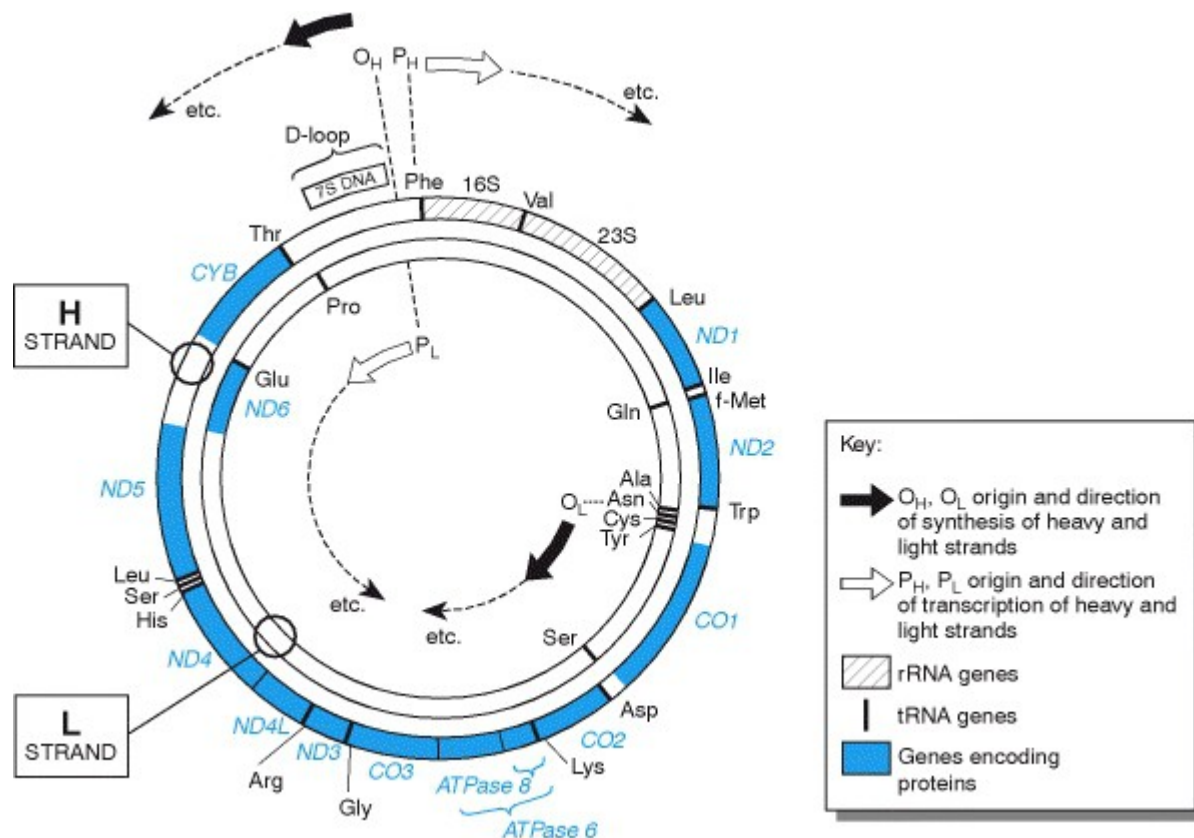 O_H P_H
etc.
etc.
D-loop
7S DNA
Phe
16S
Val
23S
Thr
CYB
Leu
H
STRAND
Pro
ND1
P_L
Ile
f-Met
Glu
ND6
Gln
ND2
ND5
Ala
O_L
Asn
Cys
Tyr
Trp
Leu
Ser
His
etc.
etc.
CO1
Ser
ND4
L
STRAND
Asp
ND4L
ND3
CO3
CO2
Arg
Gly
Lys
ATPase 8
ATPase 6
Key:
O_H, O_L origin and direction
of synthesis of heavy and
light strands
P_H, P_L origin and direction
of transcription of heavy and
light strands
rRNA genes
tRNA genes
Genes encoding
proteins